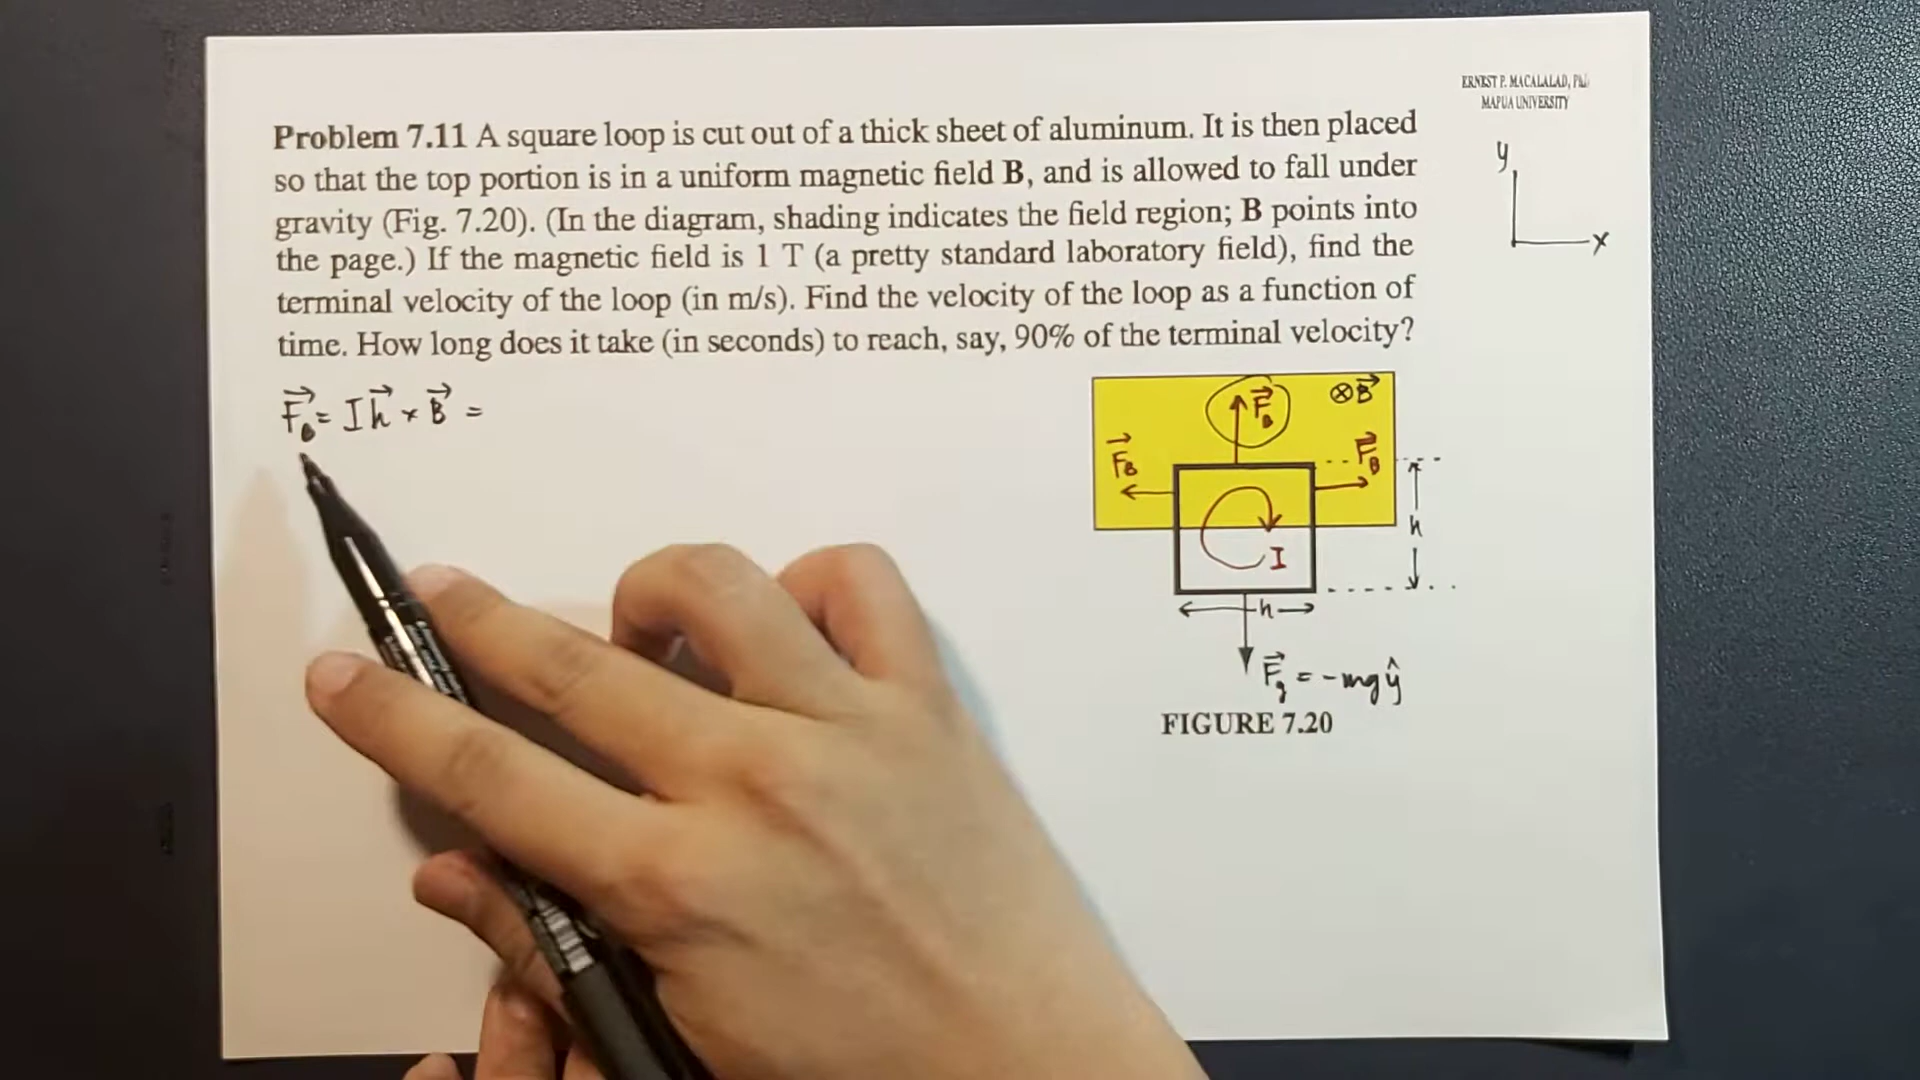 ERNEST P. MACALALAD, PhD
MAPUA UNIVERSITY
Problem 7.11 A square loop is cut out of a thick sheet of aluminum. It is then placed
so that the top portion is in a uniform magnetic field B, and is allowed to fall under
gravity (Fig. 7.20). (In the diagram, shading indicates the field region; B points into
the page.) If the magnetic field is 1 T (a pretty standard laboratory field), find the
terminal velocity of the loop (in m/s). Find the velocity of the loop as a function of
time. How long does it take (in seconds) to reach, say, 90% of the terminal velocity?
y
x
F⃗_B = I h⃗ × B⃗ =
F⃗_B
⊗B⃗
F⃗_B
F⃗_B
h
I
h
F⃗_g = -mgŷ
FIGURE 7.20